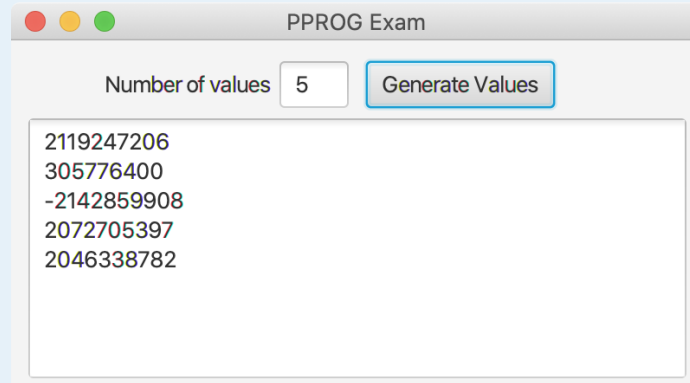 PPROG Exam
Number of values 5 Generate Values
2119247206
305776400
-2142859908
2072705397
2046338782